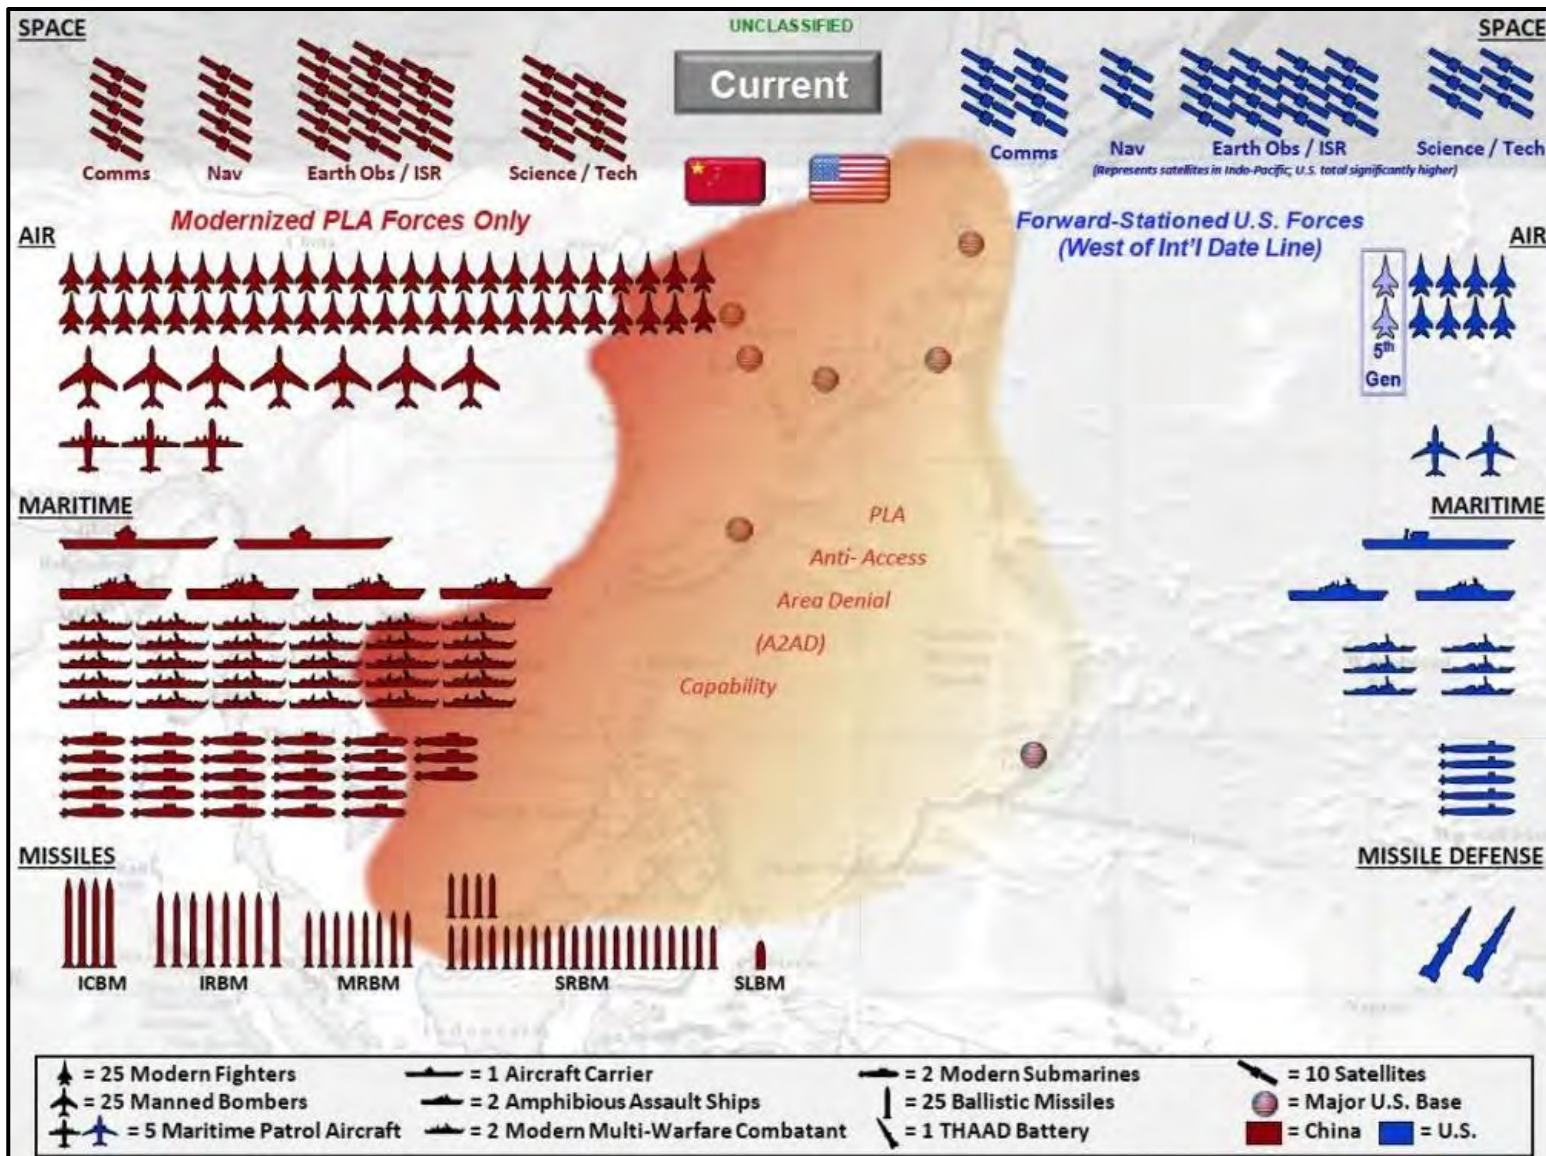 UNCLASSIFIED
Current
SPACE
Comms
Nav
Earth Obs / ISR
Science / Tech
SPACE
Comms
Nav
Earth Obs / ISR
Science / Tech
(Represents satellites in Indo-Pacific; U.S. total significantly higher)
Modernized PLA Forces Only
Forward-Stationed U.S. Forces
(West of Int'l Date Line)
AIR
AIR
5th
Gen
MARITIME
MARITIME
PLA
Anti- Access
Area Denial
(A2AD)
Capability
MISSILES
ICBM
IRBM
MRBM
SRBM
SLBM
MISSILE DEFENSE
= 25 Modern Fighters
= 25 Manned Bombers
= 5 Maritime Patrol Aircraft
= 1 Aircraft Carrier
= 2 Amphibious Assault Ships
= 2 Modern Multi-Warfare Combatant
= 2 Modern Submarines
= 25 Ballistic Missiles
= 1 THAAD Battery
= 10 Satellites
= Major U.S. Base
= China
= U.S.